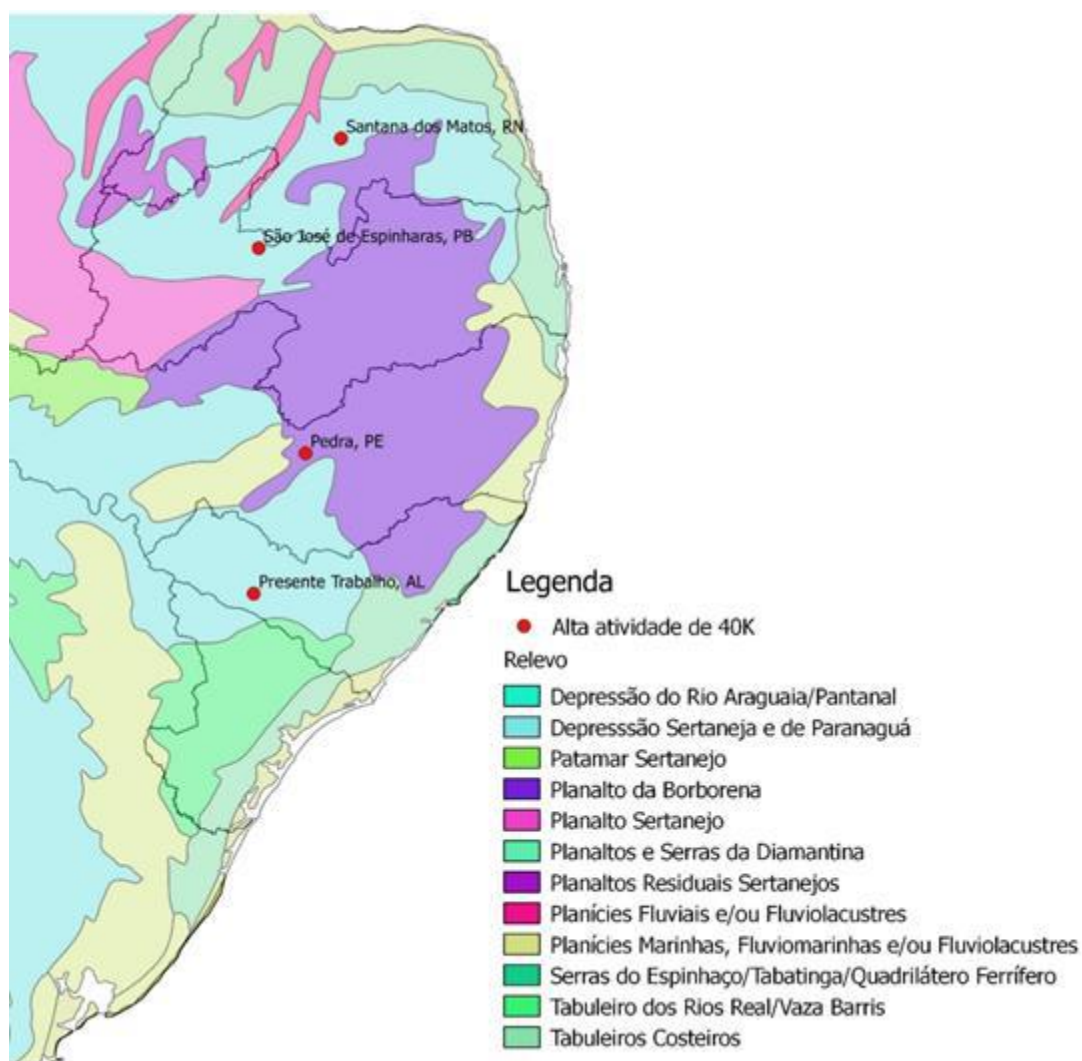 Santana dos Matos, RN
São José de Espinharas, PB
Pedra, PE
Presente Trabalho, AL
Legenda
Alta atividade de 40K
Relevo
Depressão do Rio Araguaia/Pantanal
Depresssão Sertaneja e de Paranaguá
Patamar Sertanejo
Planalto da Borborena
Planalto Sertanejo
Planaltos e Serras da Diamantina
Planaltos Residuais Sertanejos
Planícies Fluviais e/ou Fluviolacustres
Planícies Marinhas, Fluviomarinhas e/ou Fluviolacustres
Serras do Espinhaço/Tabatinga/Quadrilátero Ferrífero
Tabuleiro dos Rios Real/Vaza Barris
Tabuleiros Costeiros